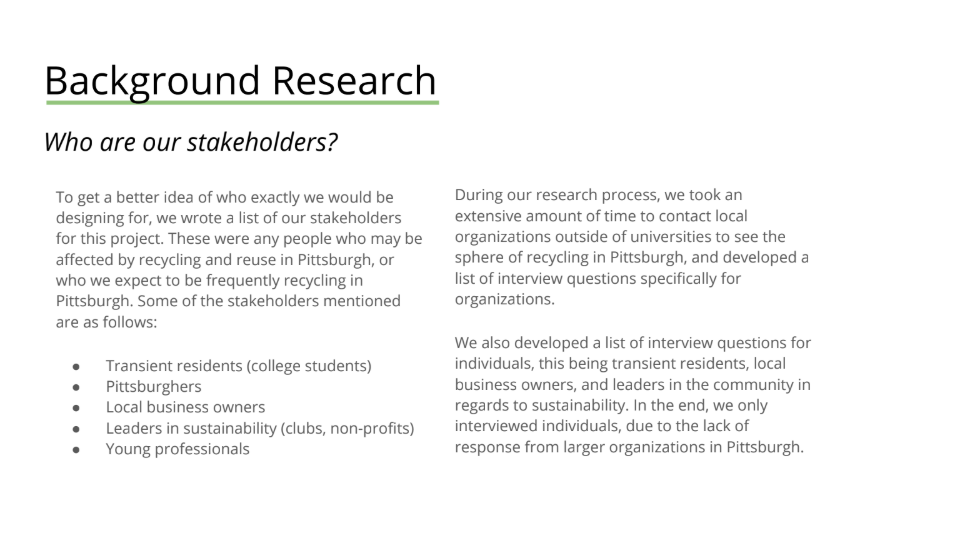 Background Research
Who are our stakeholders?
To get a better idea of who exactly we would be
designing for, we wrote a list of our stakeholders
for this project. These were any people who may be
affected by recycling and reuse in Pittsburgh, or
who we expect to be frequently recycling in
Pittsburgh. Some of the stakeholders mentioned
are as follows:
● Transient residents (college students)
● Pittsburghers
● Local business owners
● Leaders in sustainability (clubs, non-profits)
● Young professionals
During our research process, we took an
extensive amount of time to contact local
organizations outside of universities to see the
sphere of recycling in Pittsburgh, and developed a
list of interview questions specifically for
organizations.
We also developed a list of interview questions for
individuals, this being transient residents, local
business owners, and leaders in the community in
regards to sustainability. In the end, we only
interviewed individuals, due to the lack of
response from larger organizations in Pittsburgh.